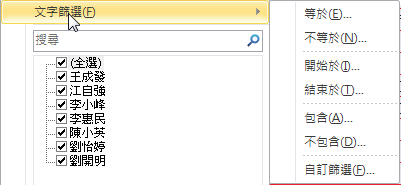 文字篩選(F)
搜尋
(全選)
王成發
江自強
李小峰
李惠民
陳小英
劉怡婷
劉開明
等於(E)...
不等於(N)...
開始於(I)...
結束於(T)...
包含(A)...
不包含(D)...
自訂篩選(F)...